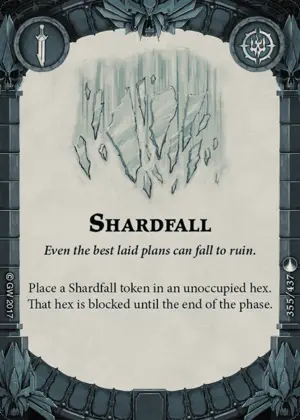 SHARDFALL
Even the best laid plans can fall to ruin.
Place a Shardfall token in an unoccupied hex.
That hex is blocked until the end of the phase.
© GW 2017
355/437